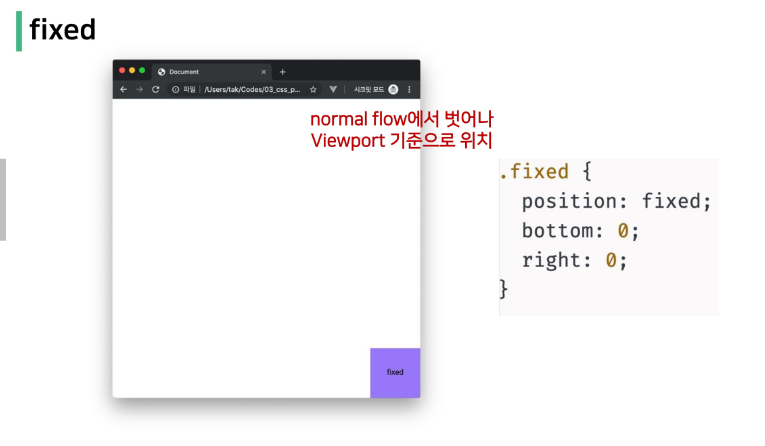 fixed
Document
파일 | /Users/tak/Codes/03_css_p...
시크릿 모드
normal flow에서 벗어나
Viewport 기준으로 위치
.fixed {
position: fixed;
bottom: 0;
right: 0;
}
fixed